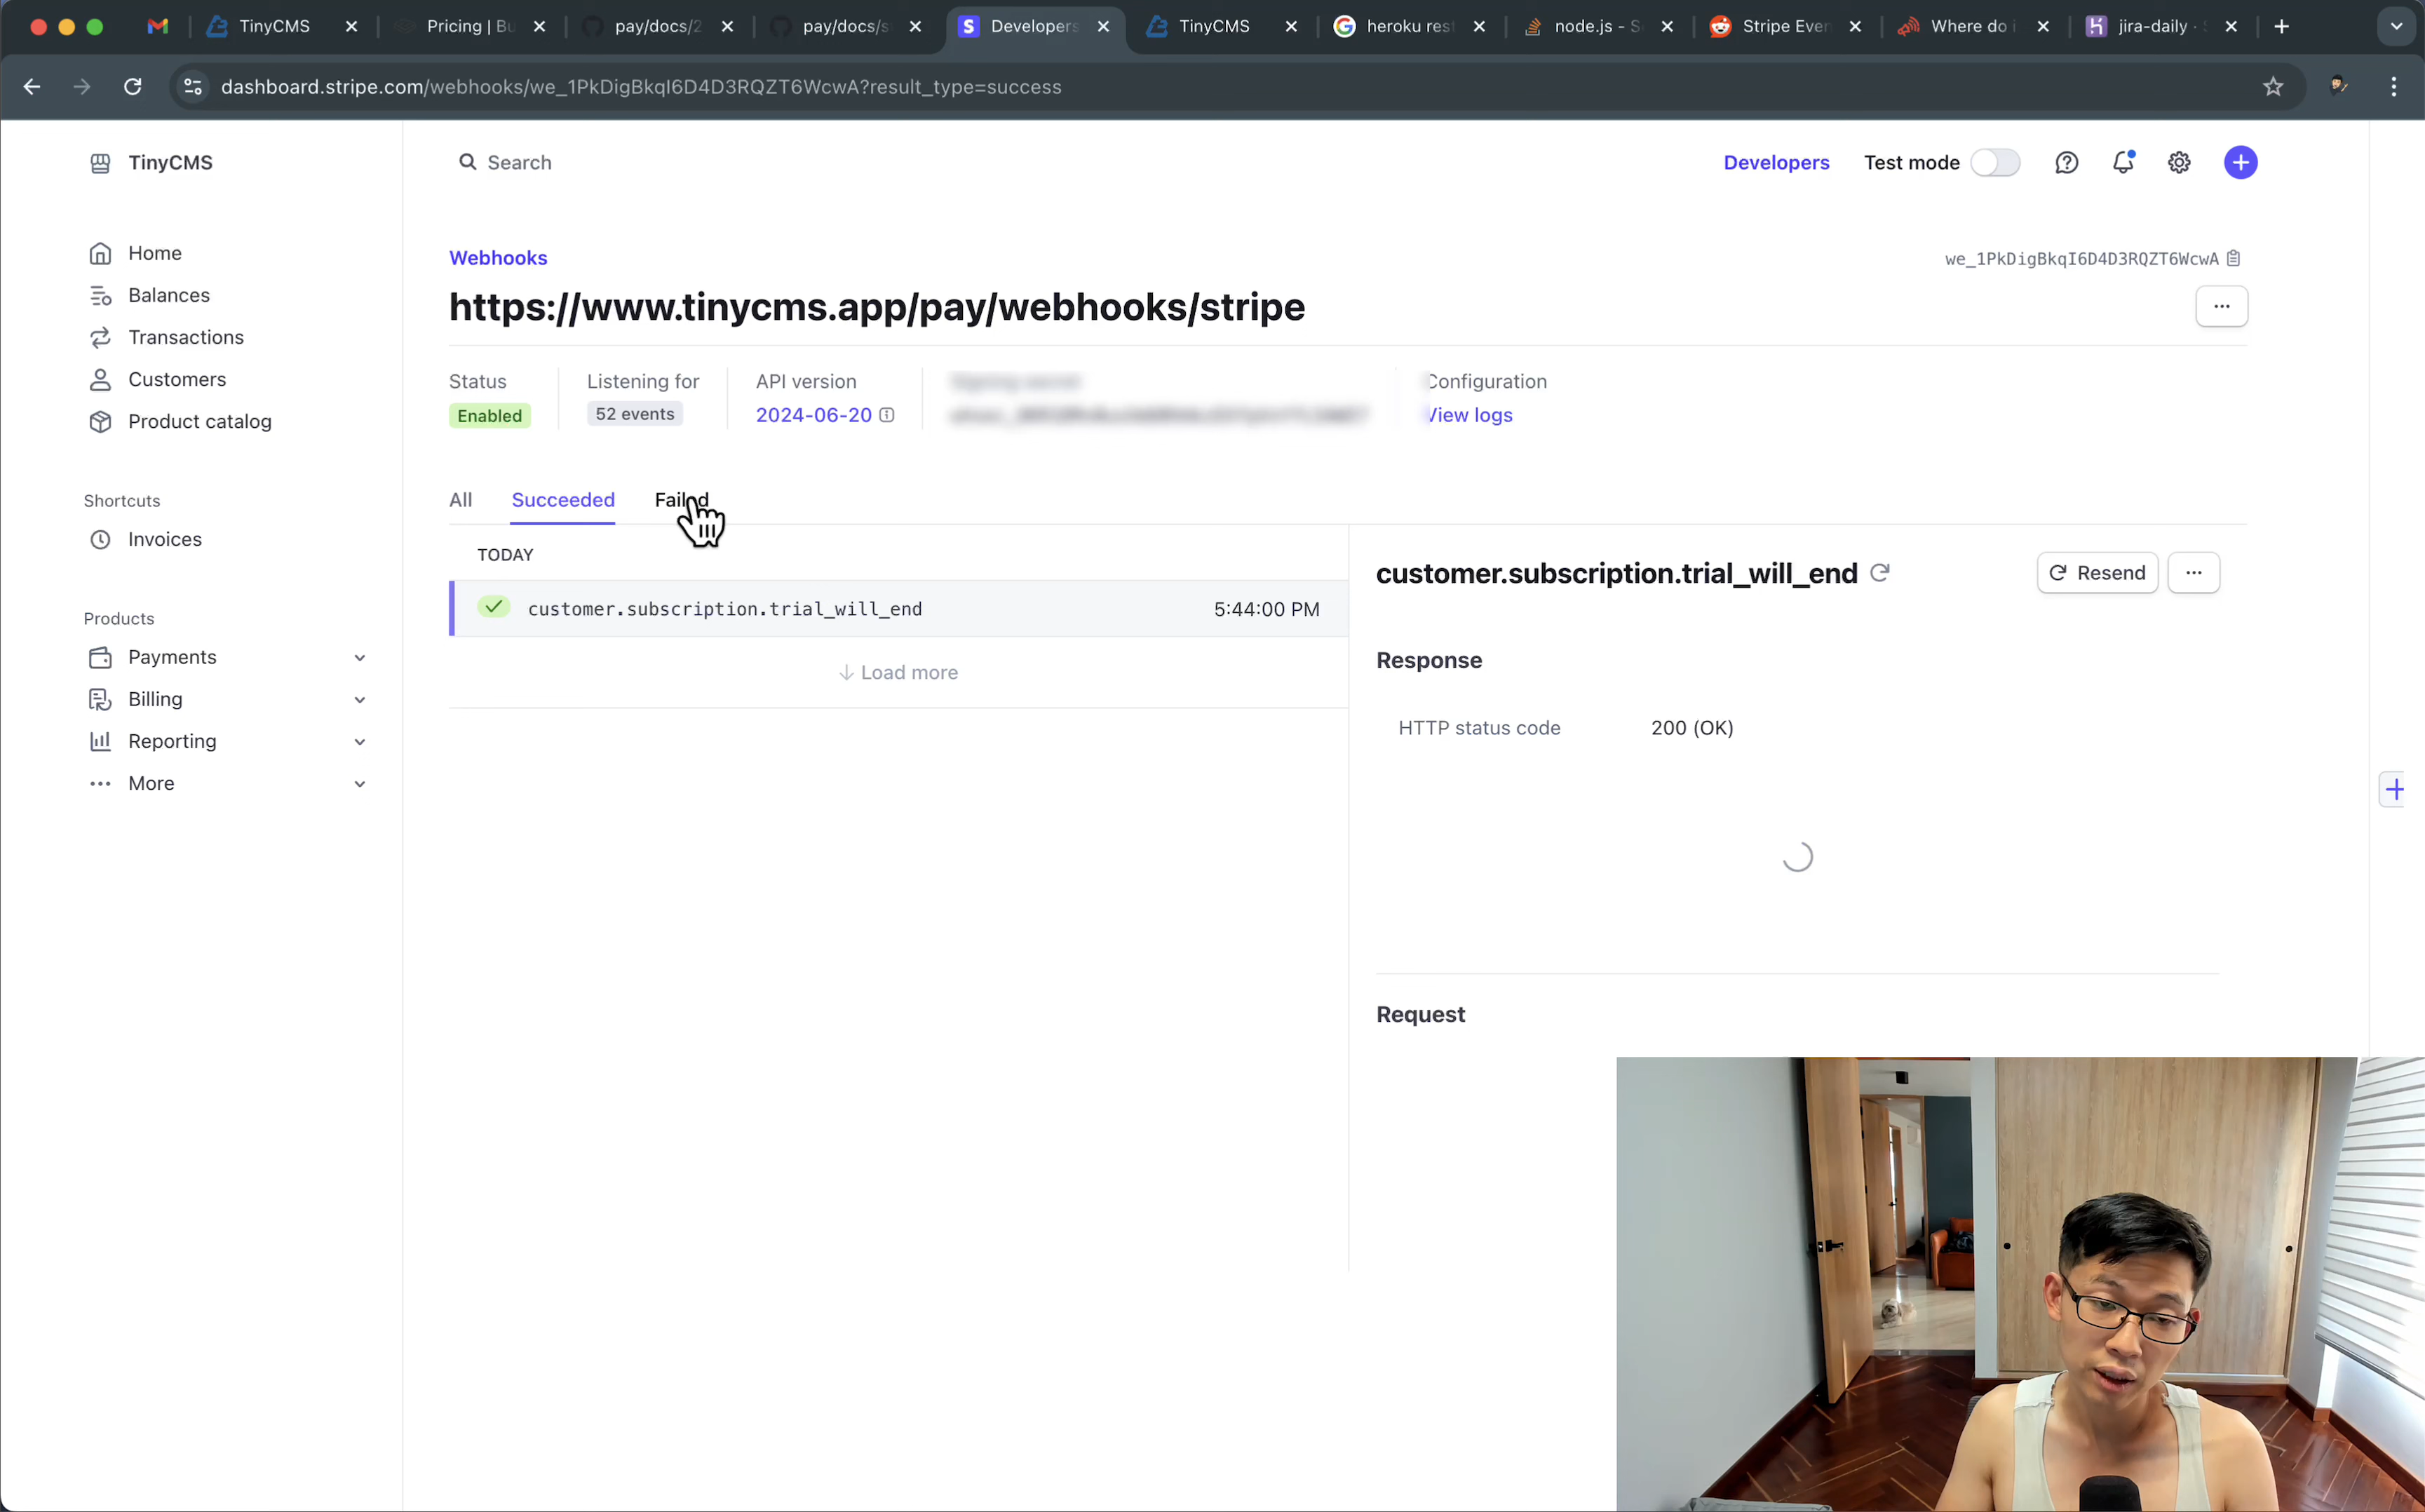 TinyCMS
Pricing | Bu
pay/docs/2
pay/docs/s
Developers
TinyCMS
heroku rest
node.js - S
Stripe Even
Where do i
jira-daily ·
dashboard.stripe.com/webhooks/we_1PkDigBkqI6D4D3RQZT6WcwA?result_type=success
TinyCMS
Search
Developers
Test mode
Home
Balances
Transactions
Customers
Product catalog
Shortcuts
Invoices
Products
Payments
Billing
Reporting
More
Webhooks
we_1PkDigBkqI6D4D3RQZT6WcwA
https://www.tinycms.app/pay/webhooks/stripe
Status
Listening for
API version
Configuration
Enabled
52 events
2024-06-20
View logs
All
Succeeded
Failed
TODAY
customer.subscription.trial_will_end
5:44:00 PM
Load more
customer.subscription.trial_will_end
Resend
Response
HTTP status code
200 (OK)
Request